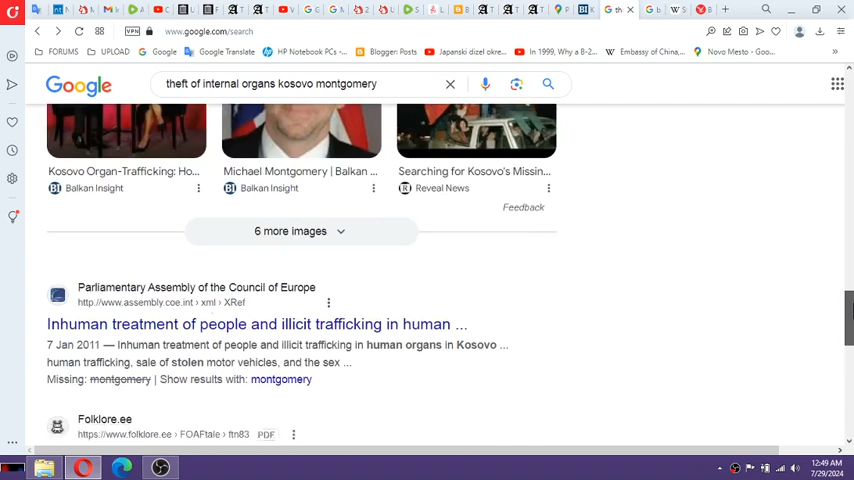 www.google.com/search
VPN
FORUMS UPLOAD Google Google Translate HP Notebook PCs -... Blogger: Posts Japanski dizel okre... In 1999, Why a B-2... Embassy of China,... Novo Mesto - Goo...
Google theft of internal organs kosovo montgomery
Kosovo Organ-Trafficking: Ho... Michael Montgomery | Balkan ... Searching for Kosovo's Missin...
Balkan Insight Balkan Insight Reveal News
Feedback
6 more images
Parliamentary Assembly of the Council of Europe
http://www.assembly.coe.int › xml › XRef
Inhuman treatment of people and illicit trafficking in human ...
7 Jan 2011 — Inhuman treatment of people and illicit trafficking in human organs in Kosovo ...
human trafficking, sale of stolen motor vehicles, and the sex ...
Missing: montgomery | Show results with: montgomery
Folklore.ee
https://www.folklore.ee › FOAFtale › ftn83 PDF
12:49 AM
7/29/2024